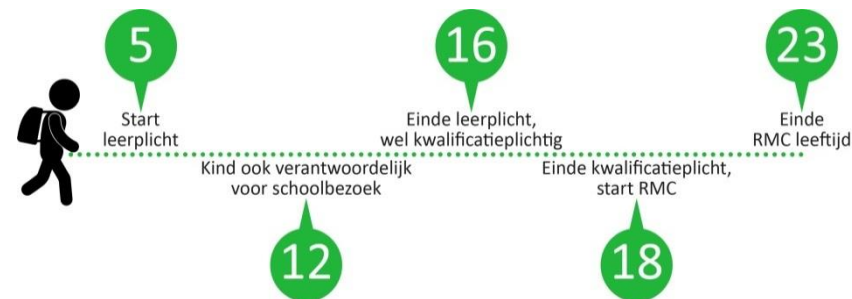 5
Start
leerplicht
Kind ook verantwoordelijk
voor schoolbezoek
12
16
Einde leerplicht,
wel kwalificatieplichtig
Einde kwalificatieplicht,
start RMC
18
23
Einde
RMC leeftijd